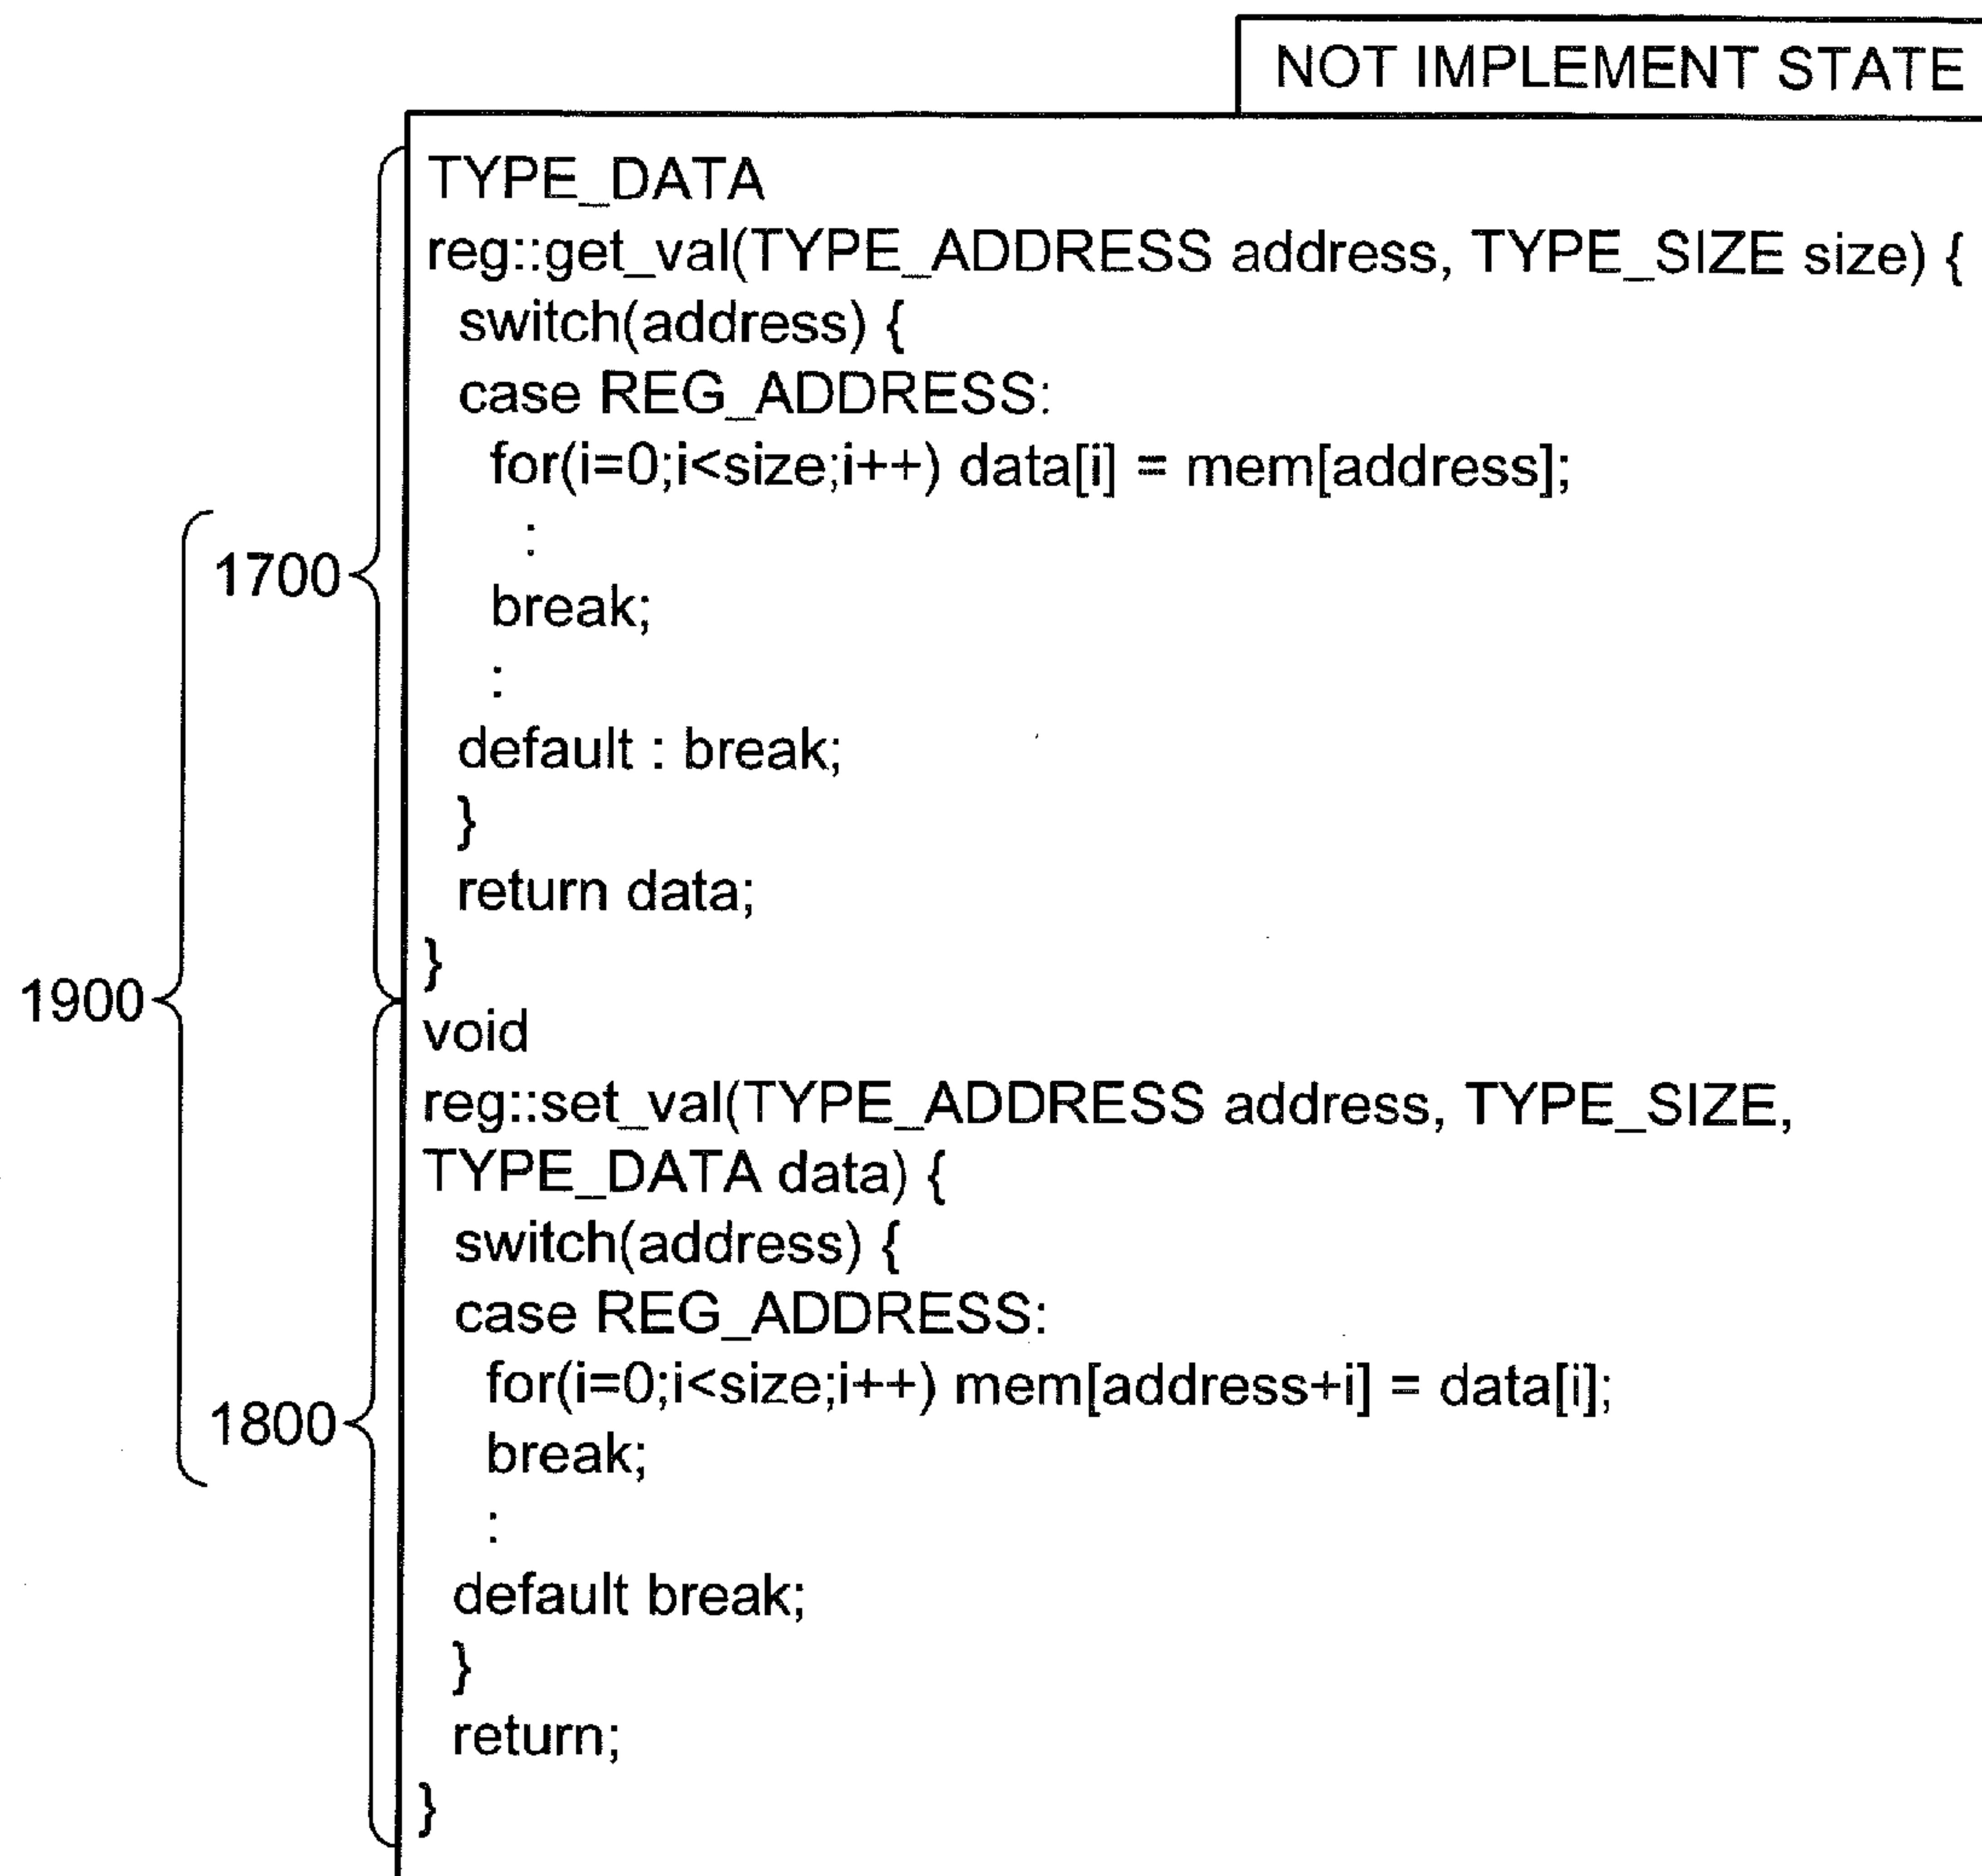 NOT IMPLEMENT STATE
TYPE_DATA
reg::get_val(TYPE_ADDRESS address, TYPE_SIZE size) {
switch(address) {
case REG_ADDRESS:
for(i=0;i<size;i++) data[i] = mem[address];
:
1700
break;
:
default : break;
}
return data;
}
1900
void
reg::set_val(TYPE_ADDRESS address, TYPE_SIZE,
TYPE_DATA data) {
switch(address) {
case REG_ADDRESS:
for(i=0;i<size;i++) mem[address+i] = data[i];
1800
break;
:
default break;
}
return;
}